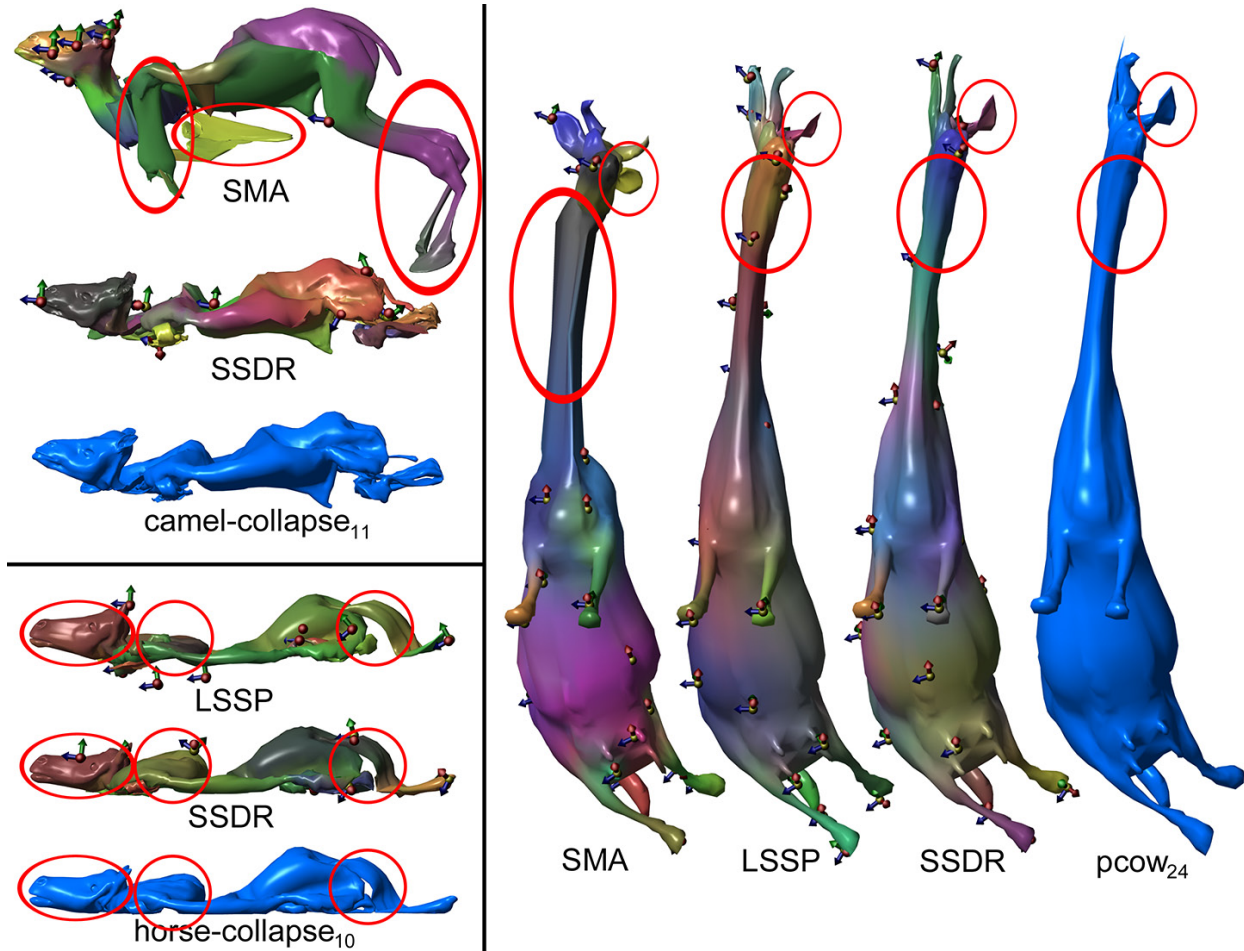 SMA
SSDR
camel-collapse₁₁
LSSP
SSDR
horse-collapse₁₀
SMA
LSSP
SSDR
pcow₂₄